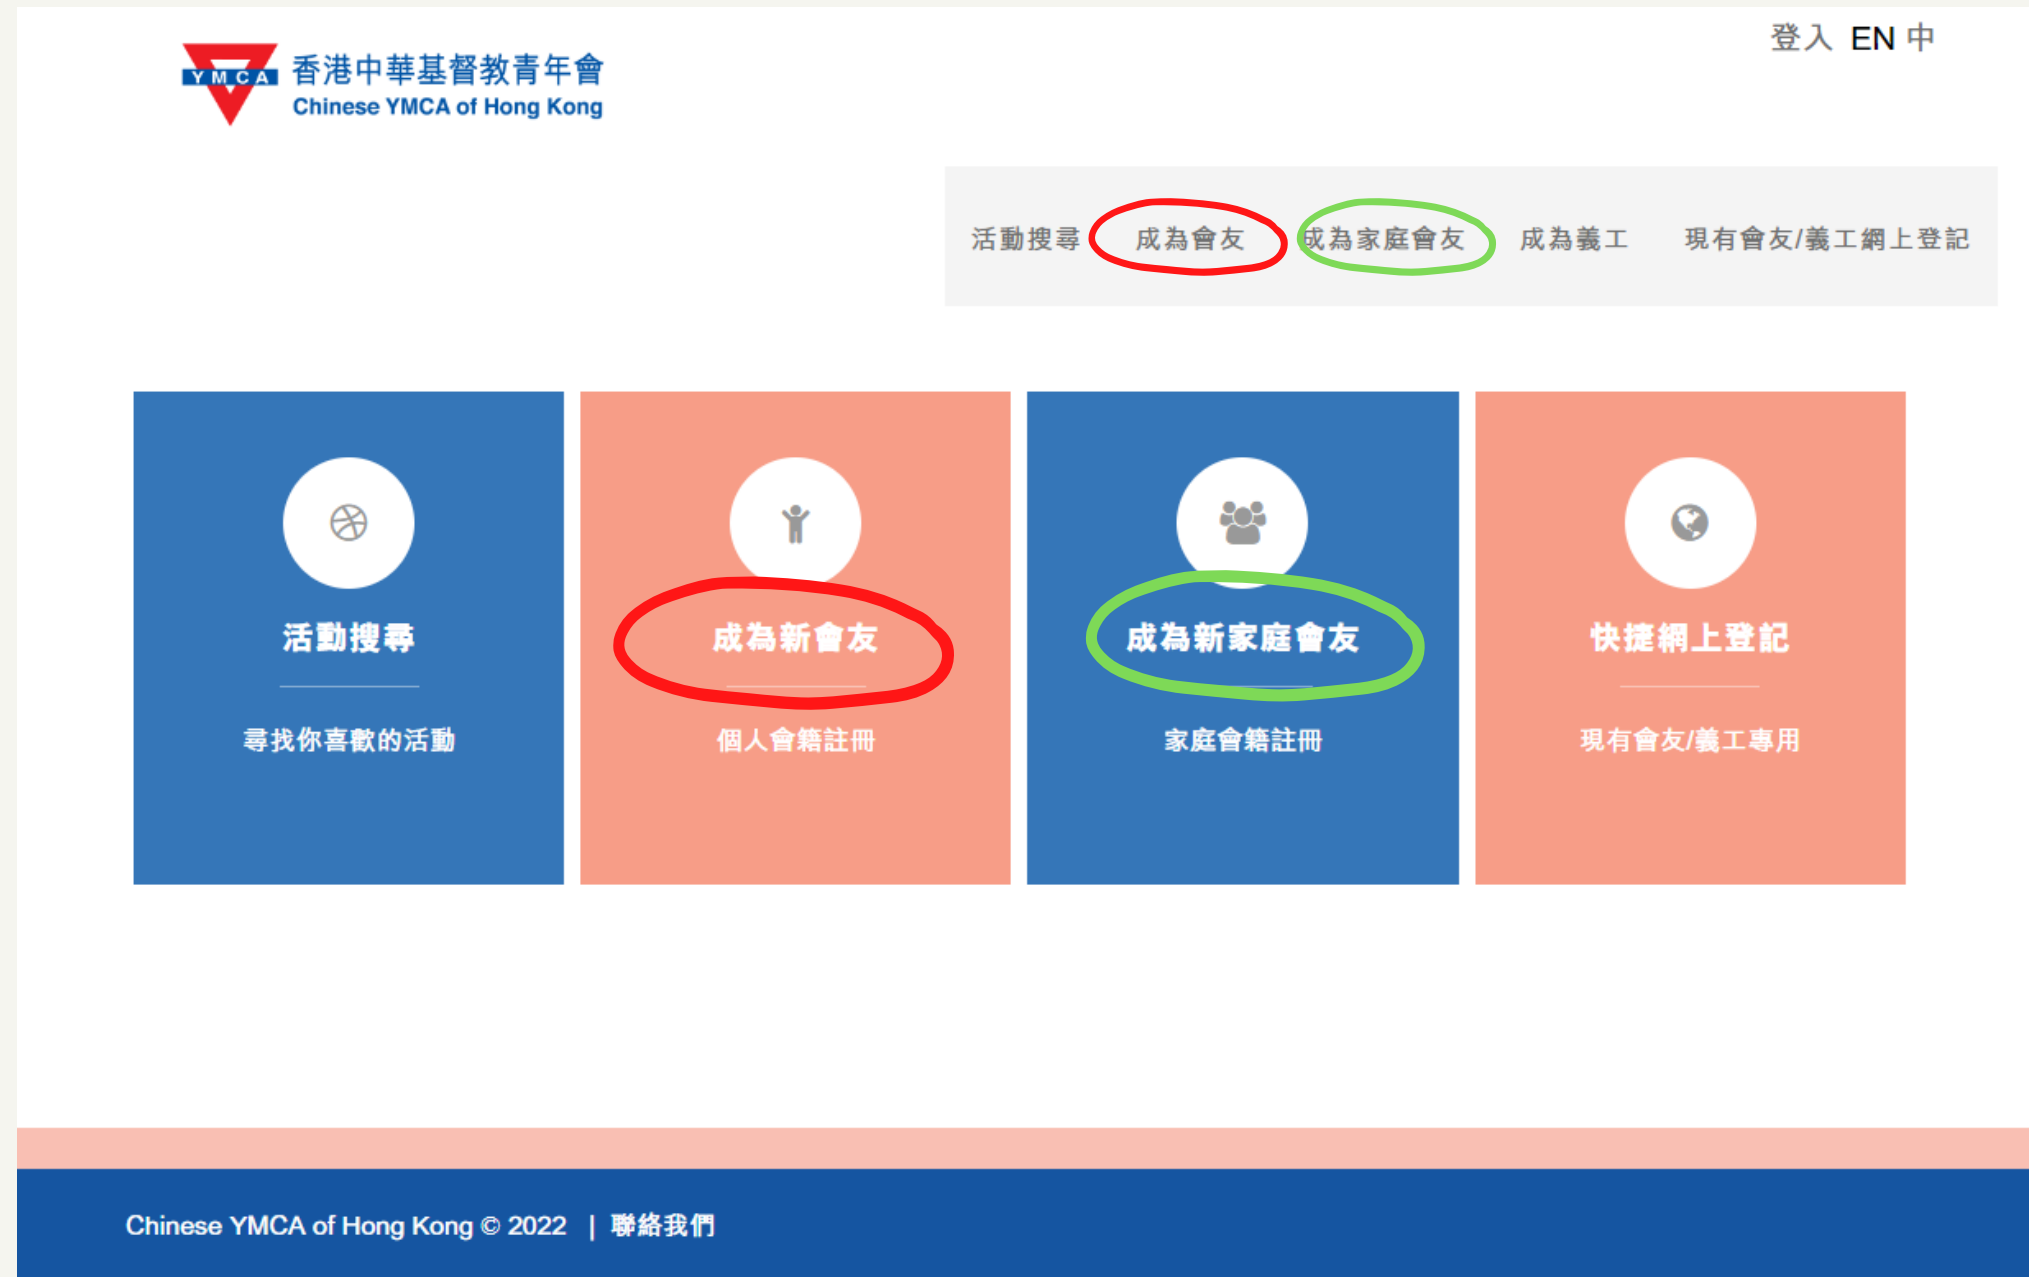 登入 EN 中
YMCA
香港中華基督教青年會
Chinese YMCA of Hong Kong
活動搜尋 成為會友 成為家庭會友 成為義工 現有會友/義工網上登記
活動搜尋
尋找你喜歡的活動
成為新會友
個人會籍註冊
成為新家庭會友
家庭會籍註冊
快捷網上登記
現有會友/義工專用
Chinese YMCA of Hong Kong © 2022 | 聯絡我們